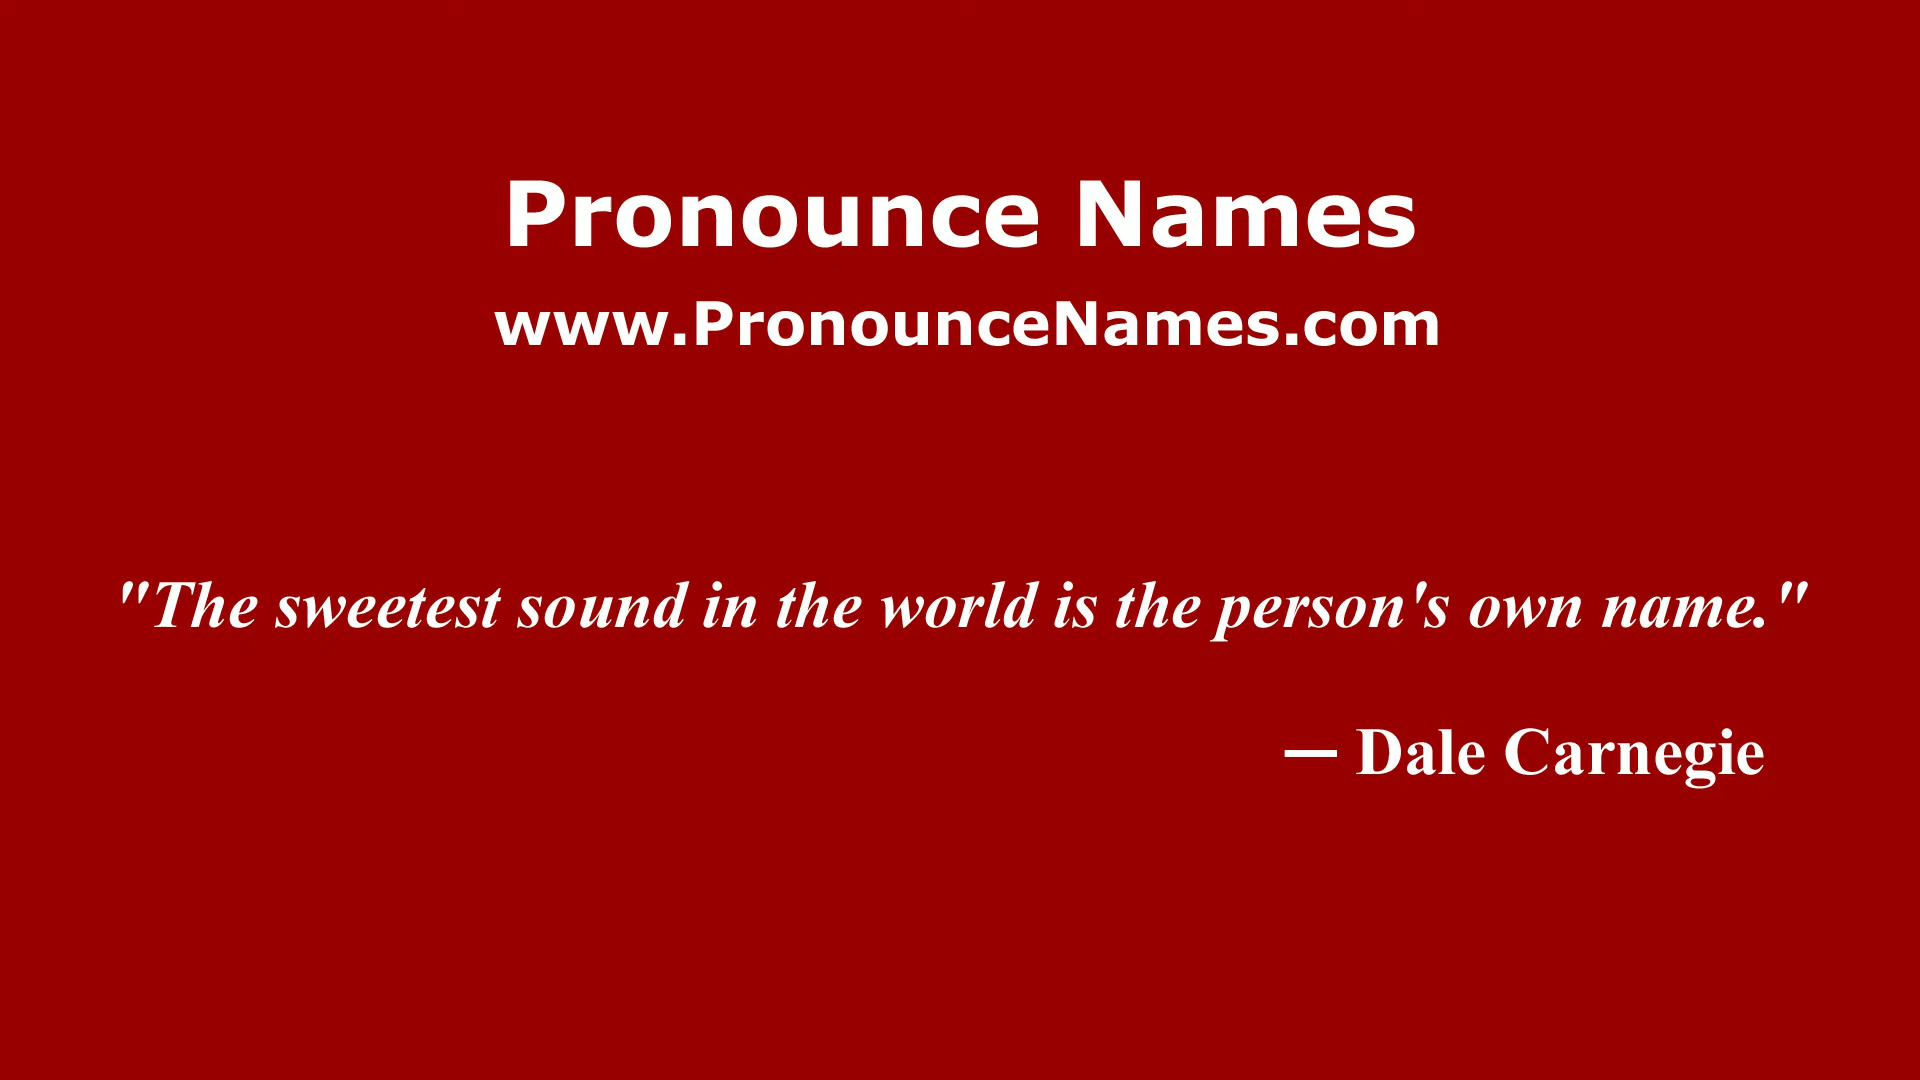 Pronounce Names
www.PronounceNames.com
"The sweetest sound in the world is the person's own name."
— Dale Carnegie